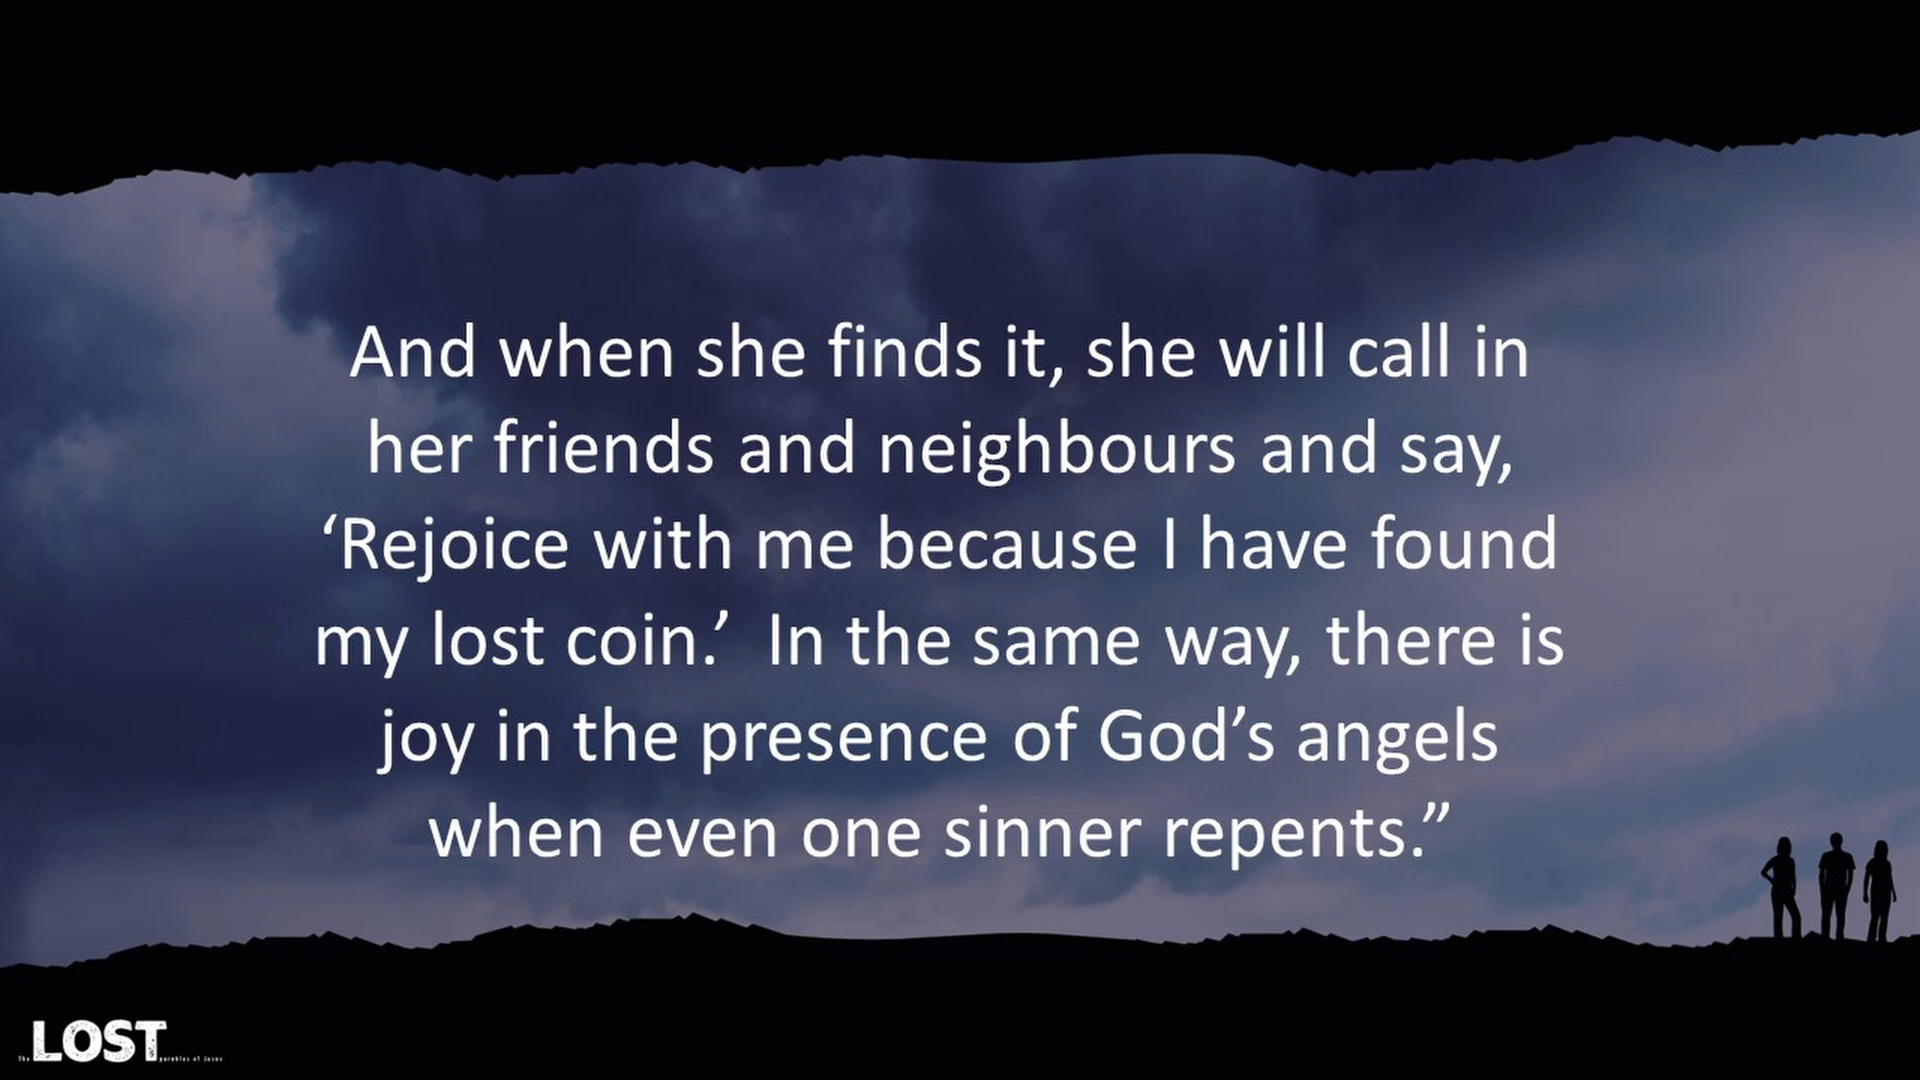 And when she finds it, she will call in
her friends and neighbours and say,
‘Rejoice with me because I have found
my lost coin.’  In the same way, there is
joy in the presence of God’s angels
when even one sinner repents.”
The LOST parables of Jesus